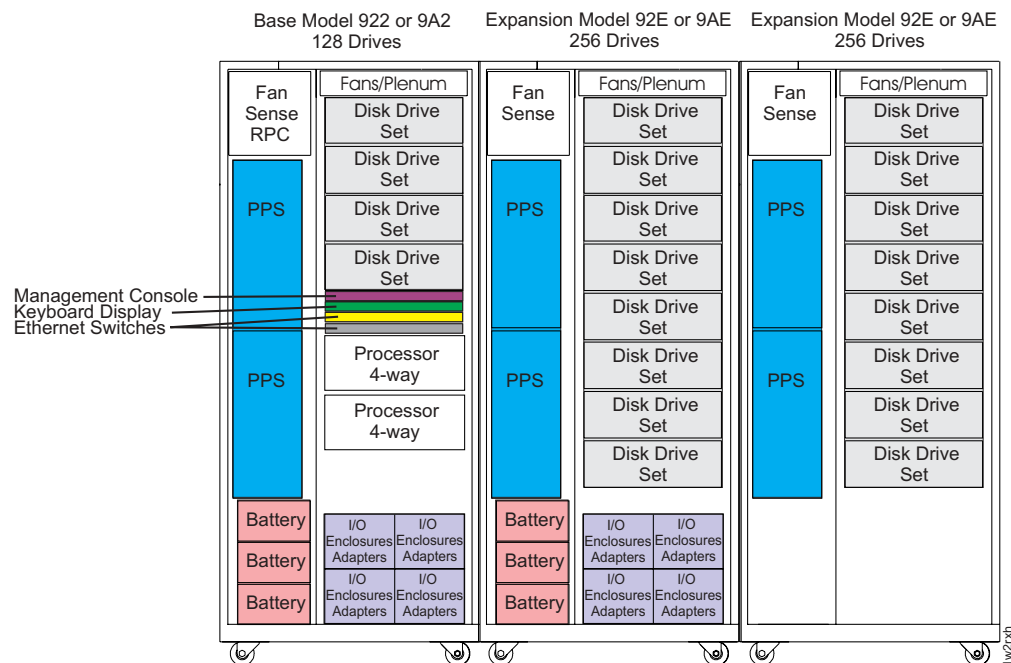 Base Model 922 or 9A2
128 Drives
Expansion Model 92E or 9AE
256 Drives
Expansion Model 92E or 9AE
256 Drives
Fan
Sense
RPC
Fans/Plenum
Disk Drive
Set
Disk Drive
Set
Disk Drive
Set
Disk Drive
Set
PPS
PPS
Management Console
Keyboard Display
Ethernet Switches
Processor
4-way
Processor
4-way
Battery
Battery
Battery
I/O
Enclosures
Adapters
I/O
Enclosures
Adapters
I/O
Enclosures
Adapters
I/O
Enclosures
Adapters
Fan
Sense
Fans/Plenum
Disk Drive
Set
Disk Drive
Set
Disk Drive
Set
Disk Drive
Set
Disk Drive
Set
Disk Drive
Set
Disk Drive
Set
Disk Drive
Set
PPS
PPS
Battery
Battery
Battery
I/O
Enclosures
Adapters
I/O
Enclosures
Adapters
I/O
Enclosures
Adapters
I/O
Enclosures
Adapters
Fan
Sense
Fans/Plenum
Disk Drive
Set
Disk Drive
Set
Disk Drive
Set
Disk Drive
Set
Disk Drive
Set
Disk Drive
Set
Disk Drive
Set
Disk Drive
Set
PPS
PPS